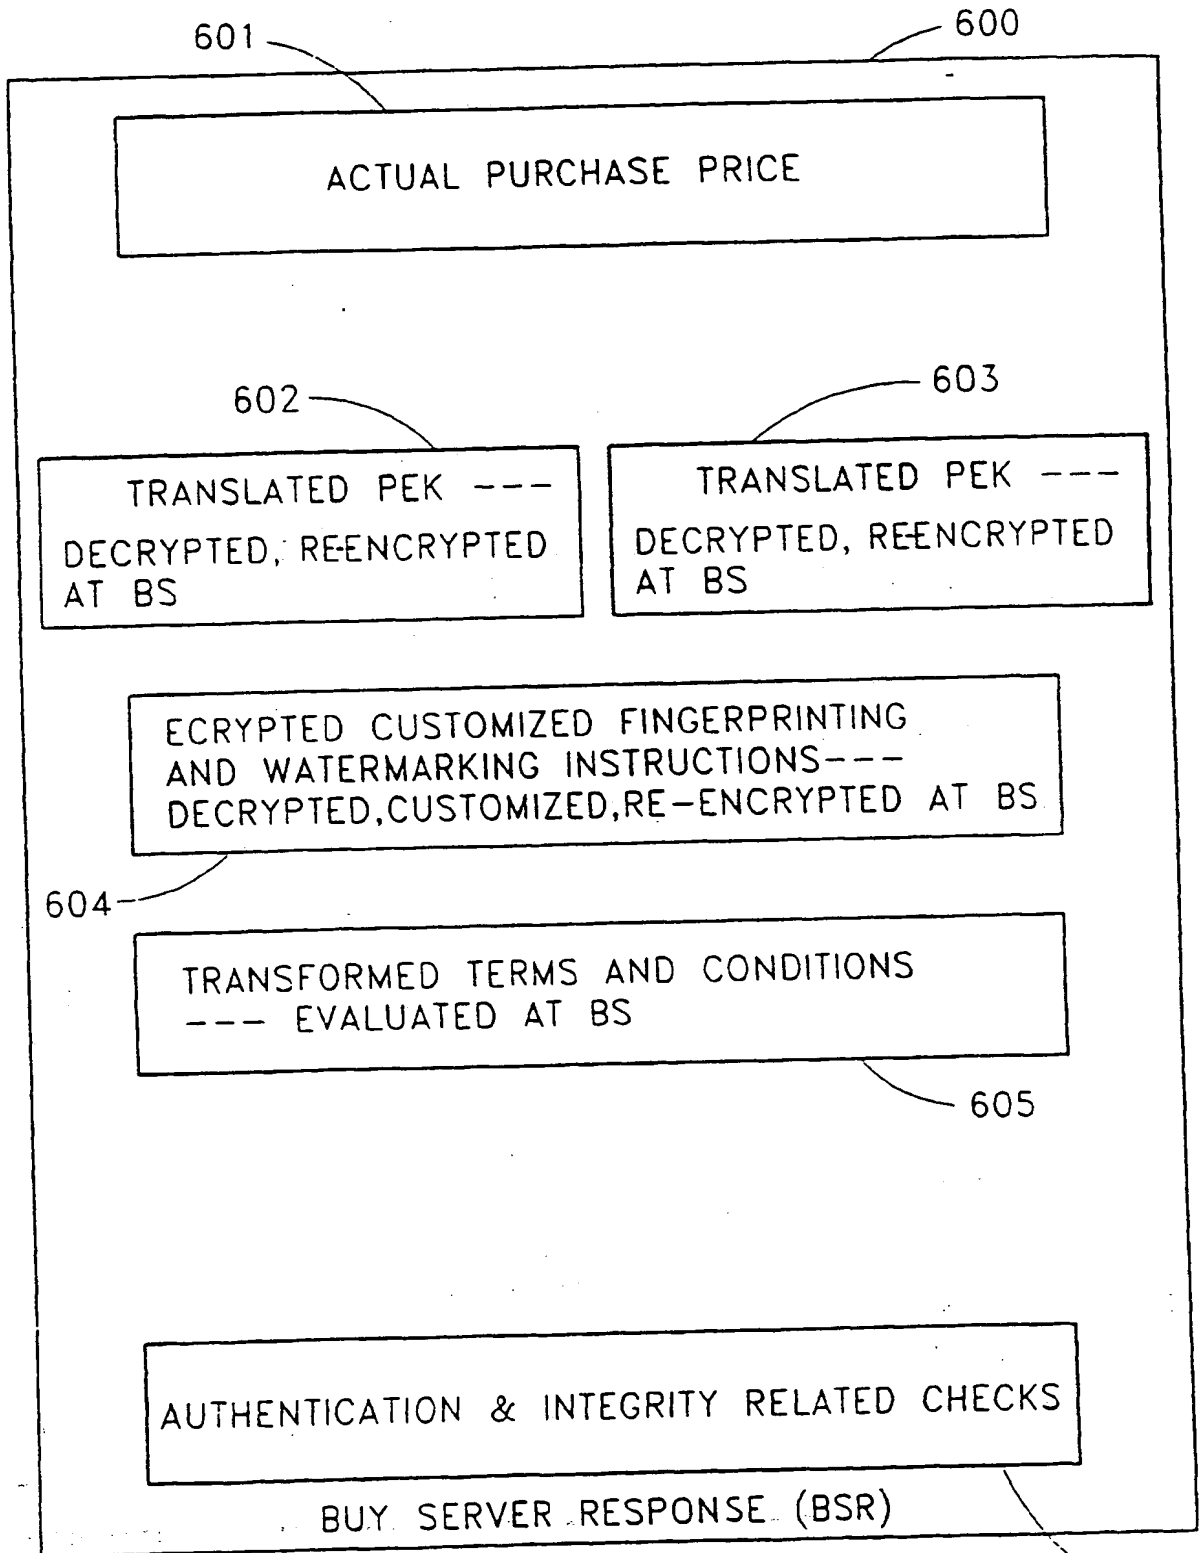 601
600
ACTUAL PURCHASE PRICE
602
603
TRANSLATED PEK ---
DECRYPTED, RE-ENCRYPTED
AT BS
TRANSLATED PEK ---
DECRYPTED, RE-ENCRYPTED
AT BS
ECRYPTED CUSTOMIZED FINGERPRINTING
AND WATERMARKING INSTRUCTIONS---
DECRYPTED,CUSTOMIZED,RE-ENCRYPTED AT BS
604
TRANSFORMED TERMS AND CONDITIONS
--- EVALUATED AT BS
605
AUTHENTICATION & INTEGRITY RELATED CHECKS
BUY SERVER RESPONSE (BSR)